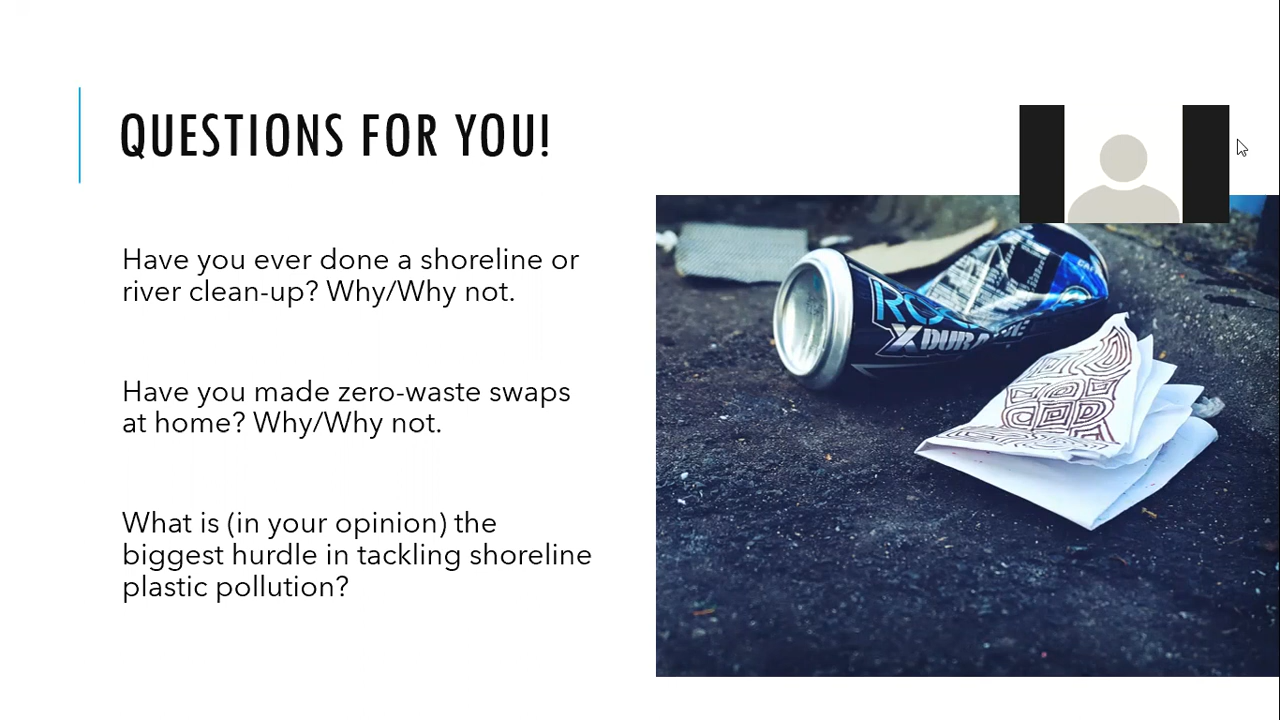 QUESTIONS FOR YOU!
Have you ever done a shoreline or
river clean-up? Why/Why not.
Have you made zero-waste swaps
at home? Why/Why not.
What is (in your opinion) the
biggest hurdle in tackling shoreline
plastic pollution?